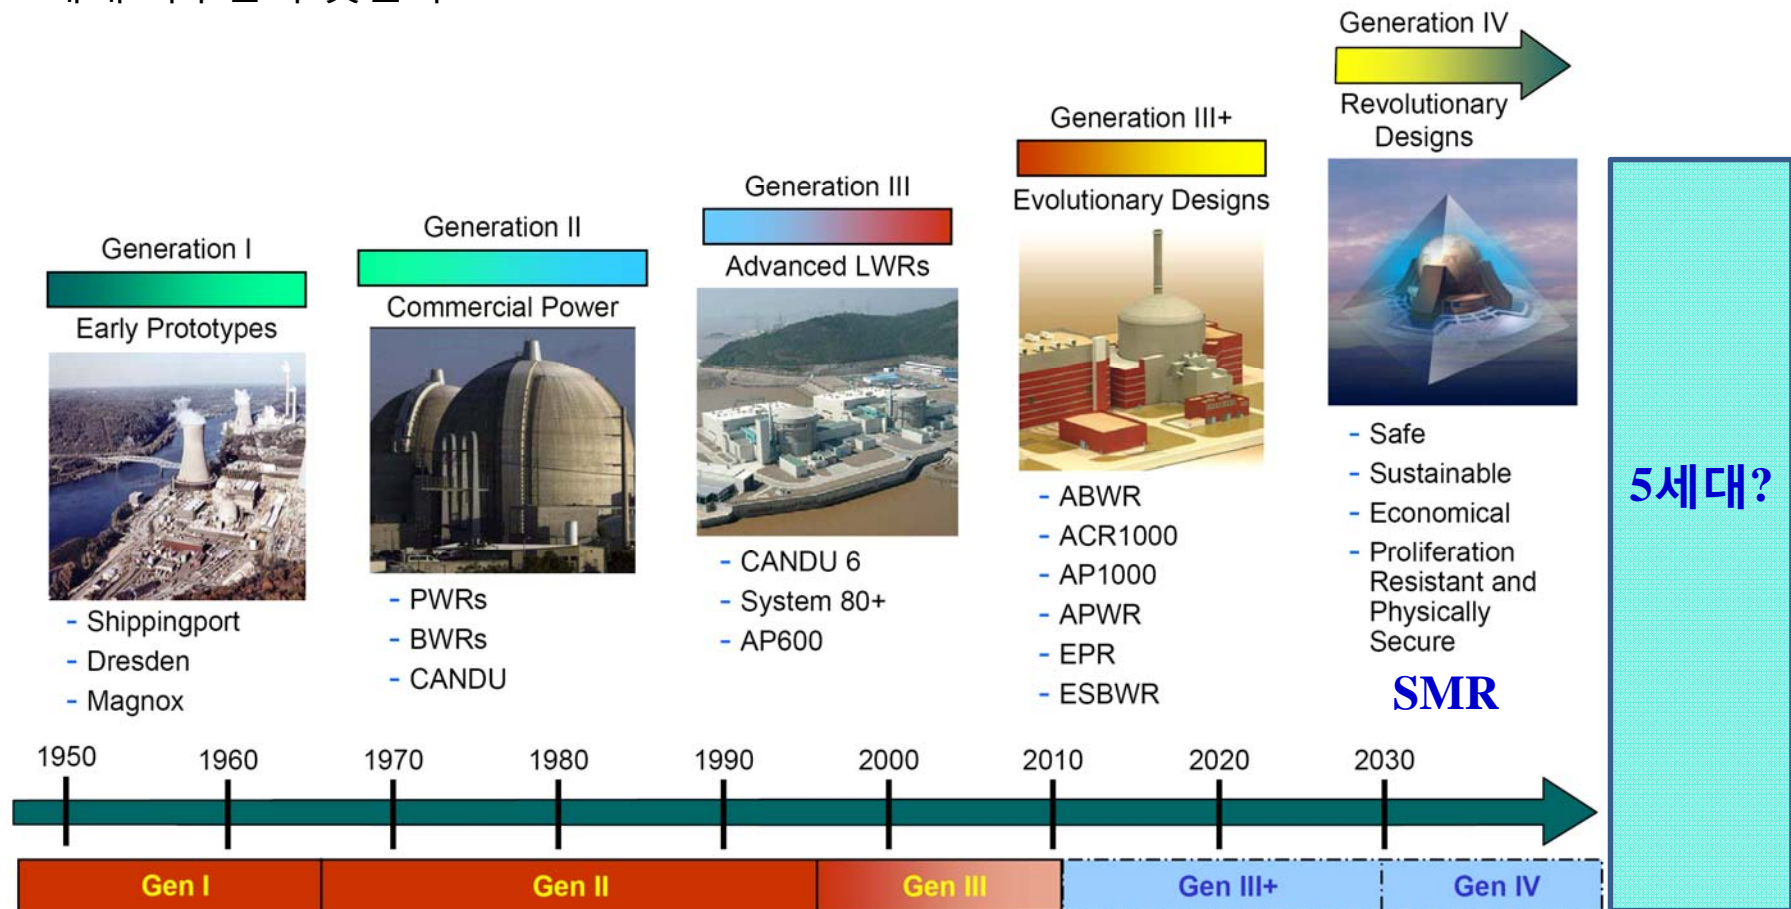 Generation I
Early Prototypes
- Shippingport
- Dresden
- Magnox
Generation II
Commercial Power
- PWRs
- BWRs
- CANDU
Generation III
Advanced LWRs
- CANDU 6
- System 80+
- AP600
Generation III+
Evolutionary Designs
- ABWR
- ACR1000
- AP1000
- APWR
- EPR
- ESBWR
Generation IV
Revolutionary
Designs
- Safe
- Sustainable
- Economical
- Proliferation
Resistant and
Physically
Secure
SMR
5세대?
1950 1960 1970 1980 1990 2000 2010 2020 2030
Gen I Gen II Gen III Gen III+ Gen IV